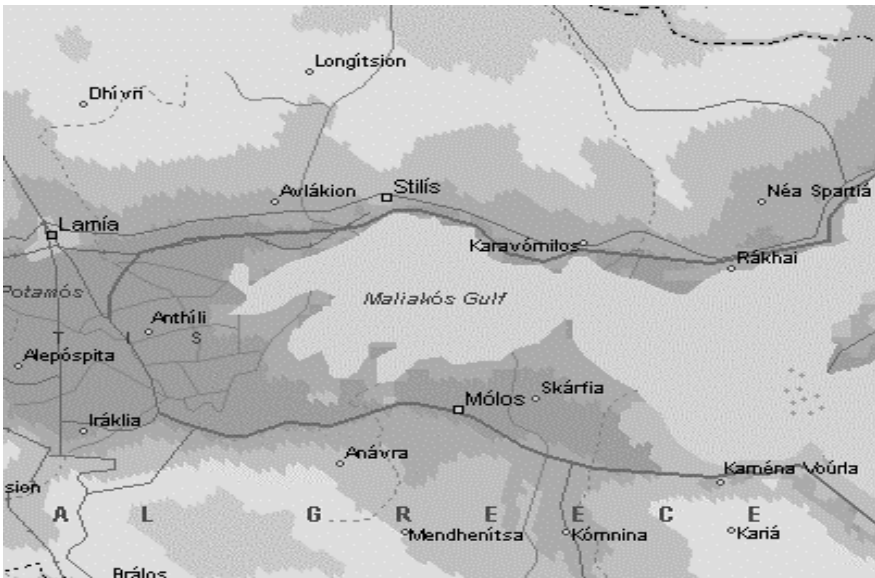 Longítsion
Dhívri
Avlákion
Stilís
Néa Spartiá
Lamía
Karavómilos
Rákhai
Potamós
Maliakós Gulf
Anthíli
T I S
Alepóspita
Skárfia
Mólos
Iráklia
Anávra
Kaména Voúrla
sion
A L G R E E C E
Mendhenítsa
Kómnina
Kariá
Brálos